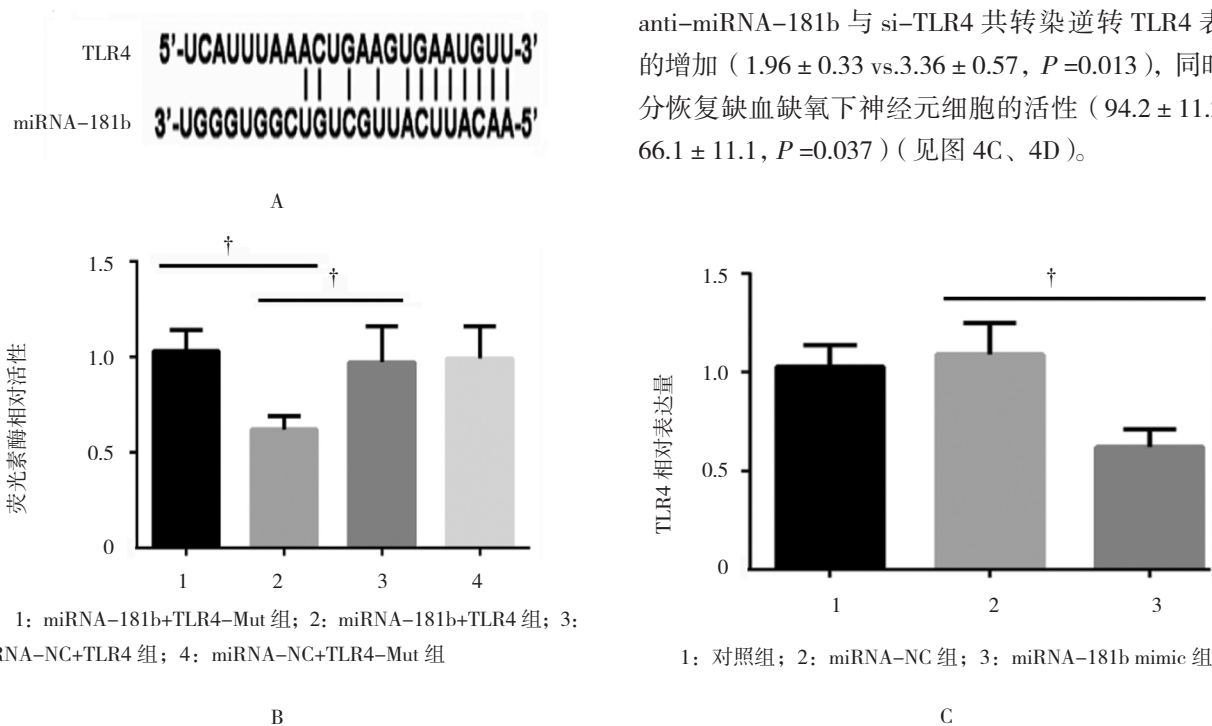 TLR4 5’-UCAUUUAAACUGAAGUGAAUGUU-3’
miRNA-181b 3’-UGGGUGGCUGUCGUUACUUACAA-5’
A
anti-miRNA-181b 与 si-TLR4 共转染逆转 TLR4 表
的增加（1.96 ± 0.33 vs.3.36 ± 0.57, P =0.013），同时
分恢复缺血缺氧下神经元细胞的活性（94.2 ± 11.
66.1 ± 11.1, P =0.037）（见图 4C、4D）。
荧光素酶相对活性
1.5
1.0
0.5
0
†
†
1
2
3
4
1：miRNA-181b+TLR4-Mut 组；2：miRNA-181b+TLR4 组；3：
RNA-NC+TLR4 组；4：miRNA-NC+TLR4-Mut 组
B
TLR4 相对表达量
1.5
1.0
0.5
0
†
1
2
3
1：对照组；2：miRNA-NC 组；3：miRNA-181b mimic 组
C